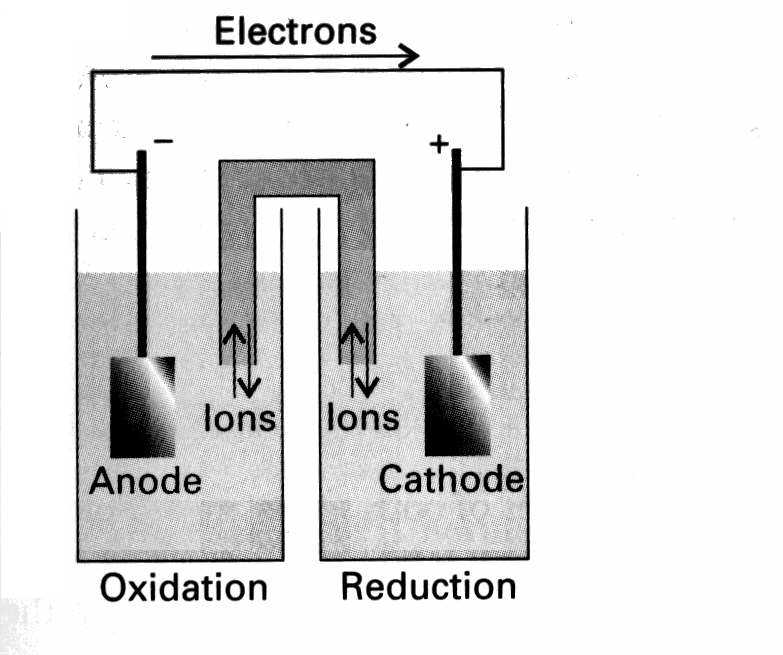 Electrons
− +
Ions Ions
Anode Cathode
Oxidation Reduction